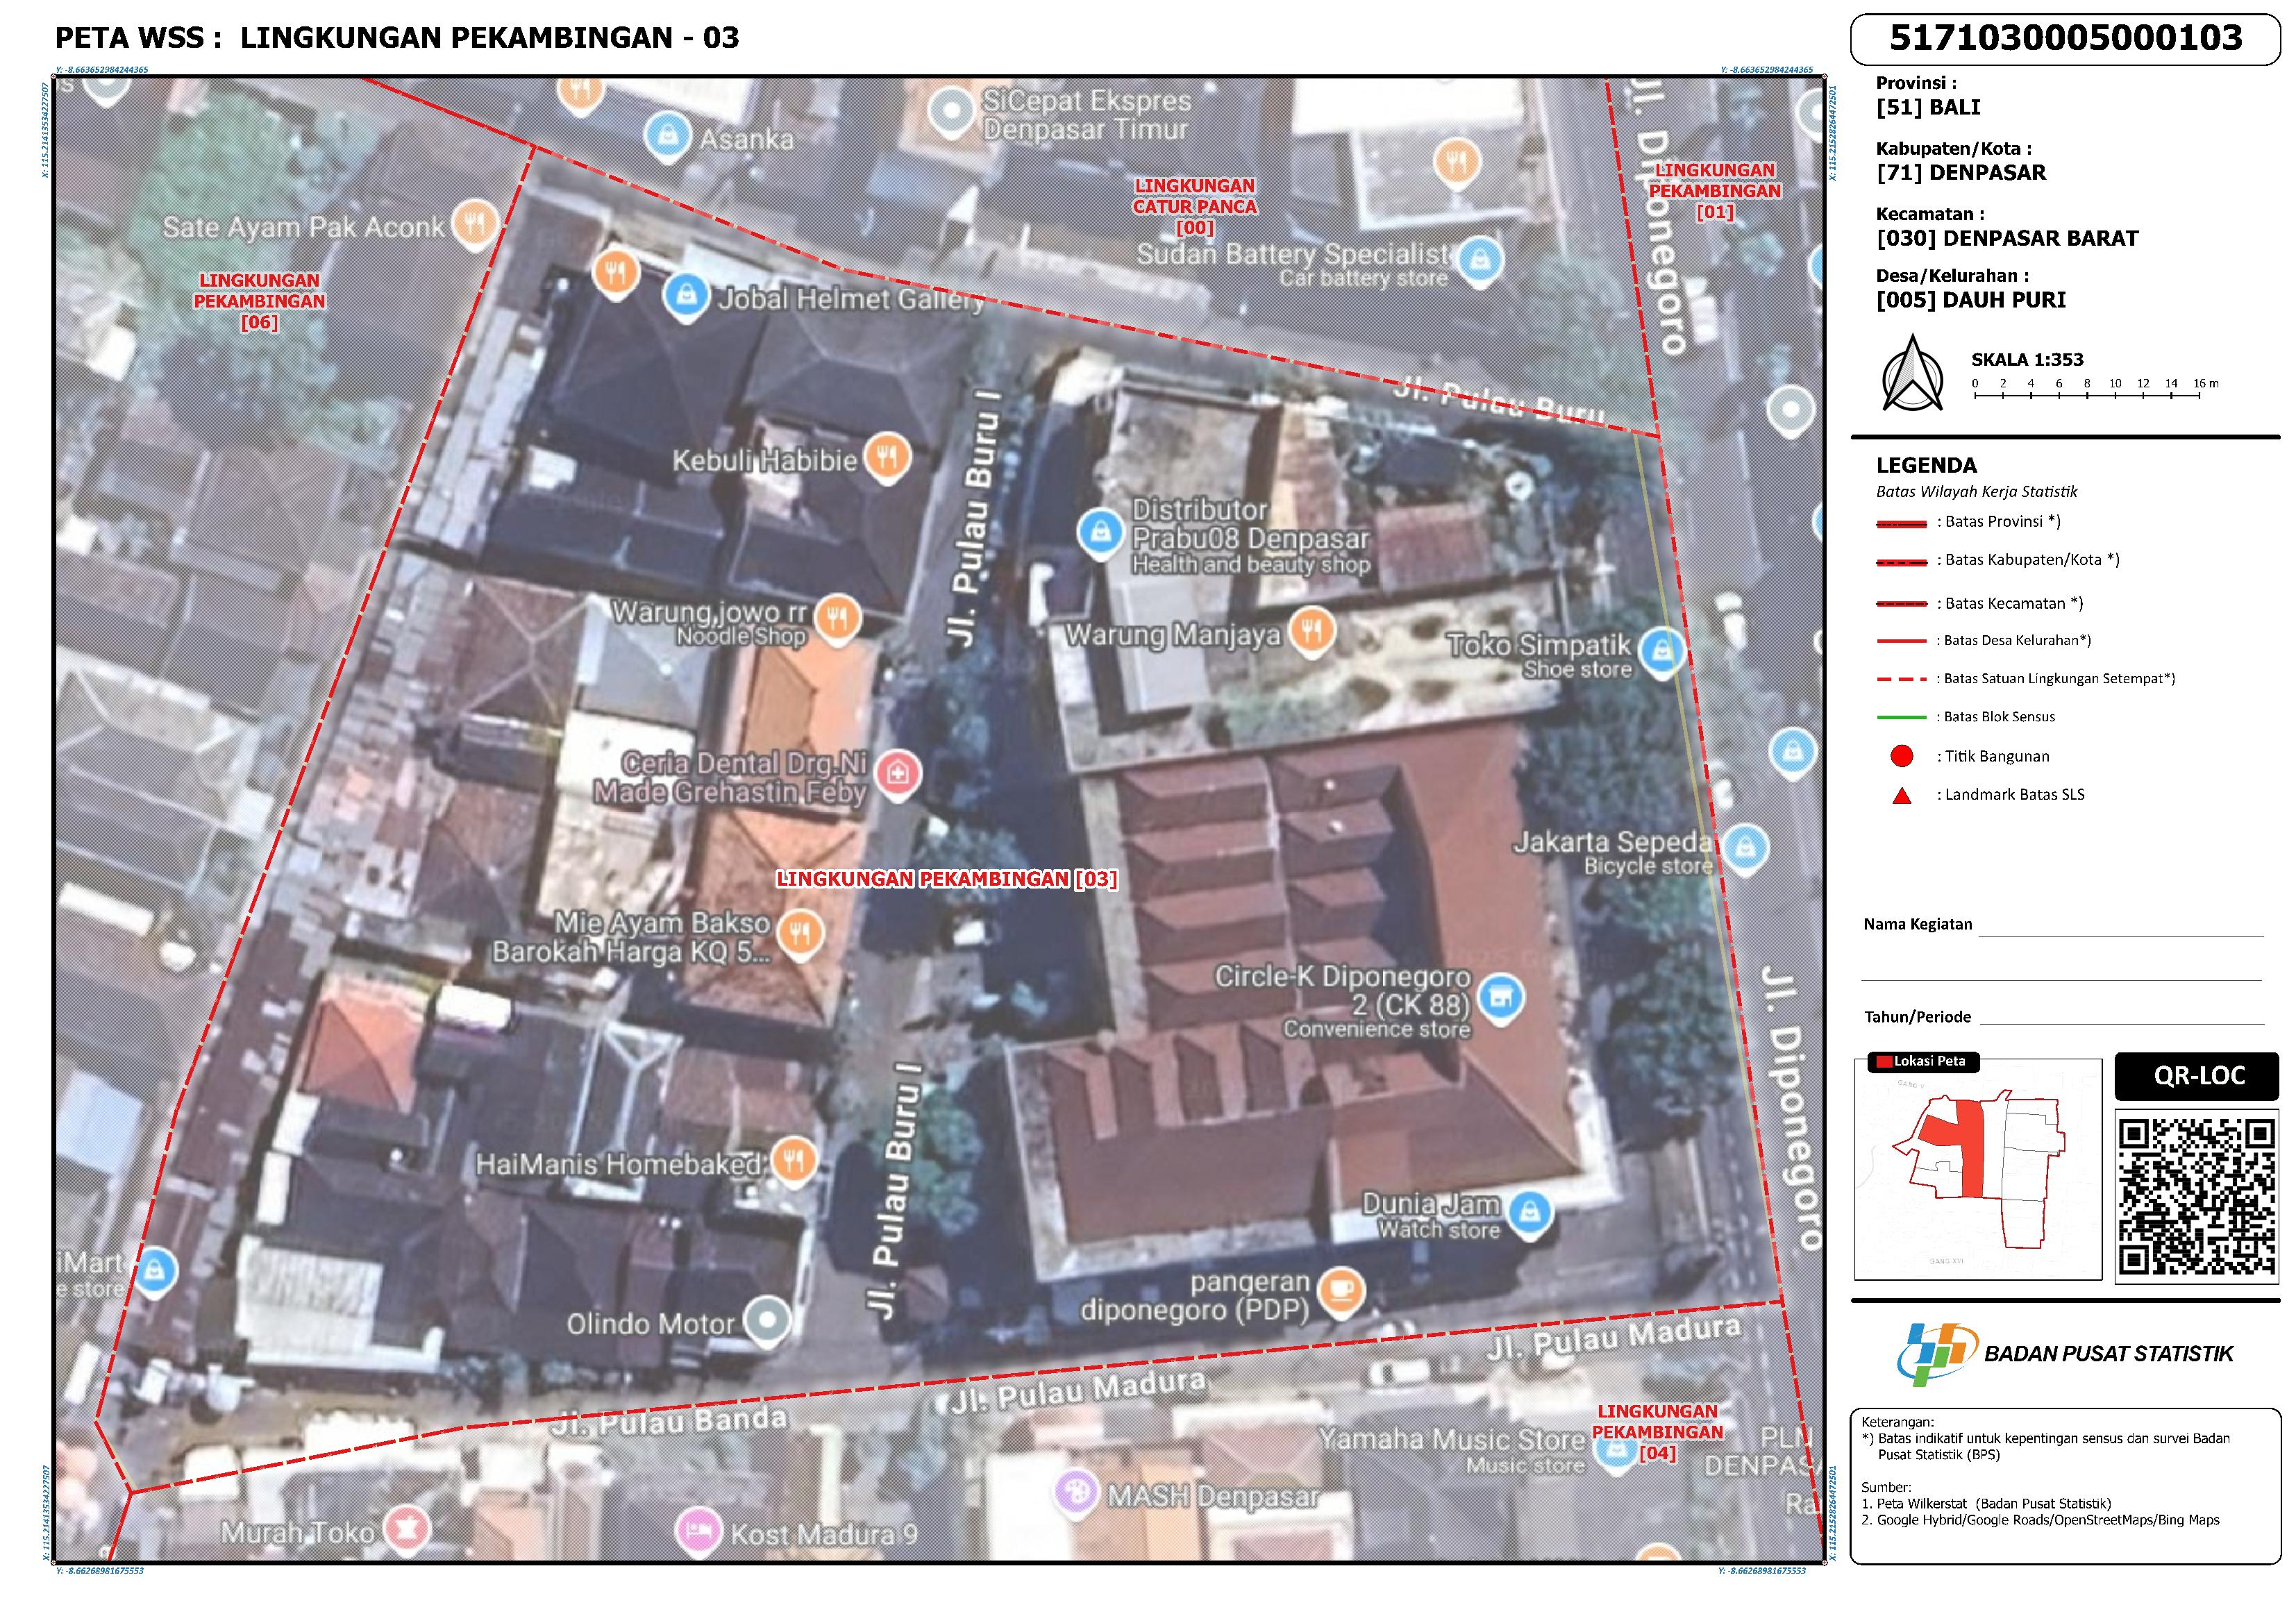 PETA WSS : LINGKUNGAN PEKAMBINGAN - 03
5171030005000103
Provinsi :
[51] BALI
Kabupaten/Kota :
[71] DENPASAR
Kecamatan :
[030] DENPASAR BARAT
Desa/Kelurahan :
[005] DAUH PURI
SKALA 1:353
0 2 4 6 8 10 12 14 16 m
LEGENDA
Batas Wilayah Kerja Statistik
: Batas Provinsi *)
: Batas Kabupaten/Kota *)
: Batas Kecamatan *)
: Batas Desa Kelurahan*)
: Batas Satuan Lingkungan Setempat*)
: Batas Blok Sensus
: Titik Bangunan
: Landmark Batas SLS
Nama Kegiatan
Tahun/Periode
Lokasi Peta
GANG V
GANG XVI
QR-LOC
BADAN PUSAT STATISTIK
Keterangan:
*) Batas indikatif untuk kepentingan sensus dan survei Badan
Pusat Statistik (BPS)
Sumber:
1. Peta Wilkerstat (Badan Pusat Statistik)
2. Google Hybrid/Google Roads/OpenStreetMaps/Bing Maps
Y: -8.663652984244365
Y: -8.663652984244365
X: 115.21413534227507
X: 115.21528264472501
Asanka
SiCepat Ekspres
Denpasar Timur
Jl. Diponegoro
LINGKUNGAN
PEKAMBINGAN
[01]
LINGKUNGAN
CATUR PANCA
[00]
Sate Ayam Pak Aconk
Sudan Battery Specialist
Car battery store
LINGKUNGAN
PEKAMBINGAN
[06]
Jobal Helmet Gallery
Jl. Pulau Buru
Kebuli Habibie
Jl. Pulau Buru I
Distributor
Prabu08 Denpasar
Health and beauty shop
Warung jowo rr
Noodle Shop
Warung Manjaya
Toko Simpatik
Shoe store
Ceria Dental Drg.Ni
Made Grehastin Feby
Jakarta Sepeda
Bicycle store
LINGKUNGAN PEKAMBINGAN [03]
Mie Ayam Bakso
Barokah Harga KQ 5...
Circle-K Diponegoro
2 (CK 88)
Convenience store
Jl. Diponegoro
Jl. Pulau Buru I
HaiManis Homebaked
Dunia Jam
Watch store
iMart
e store
pangeran
diponegoro (PDP)
Olindo Motor
Jl. Pulau Madura
Jl. Pulau Madura
Jl. Pulau Banda
LINGKUNGAN
PEKAMBINGAN
[04]
Yamaha Music Store
Music store
PLN
DENPAS
Ra
MASH Denpasar
Murah Toko
Kost Madura 9
X: 115.21413534227507
X: 115.21528264472501
Y: -8.66268981675553
Y: -8.66268981675553